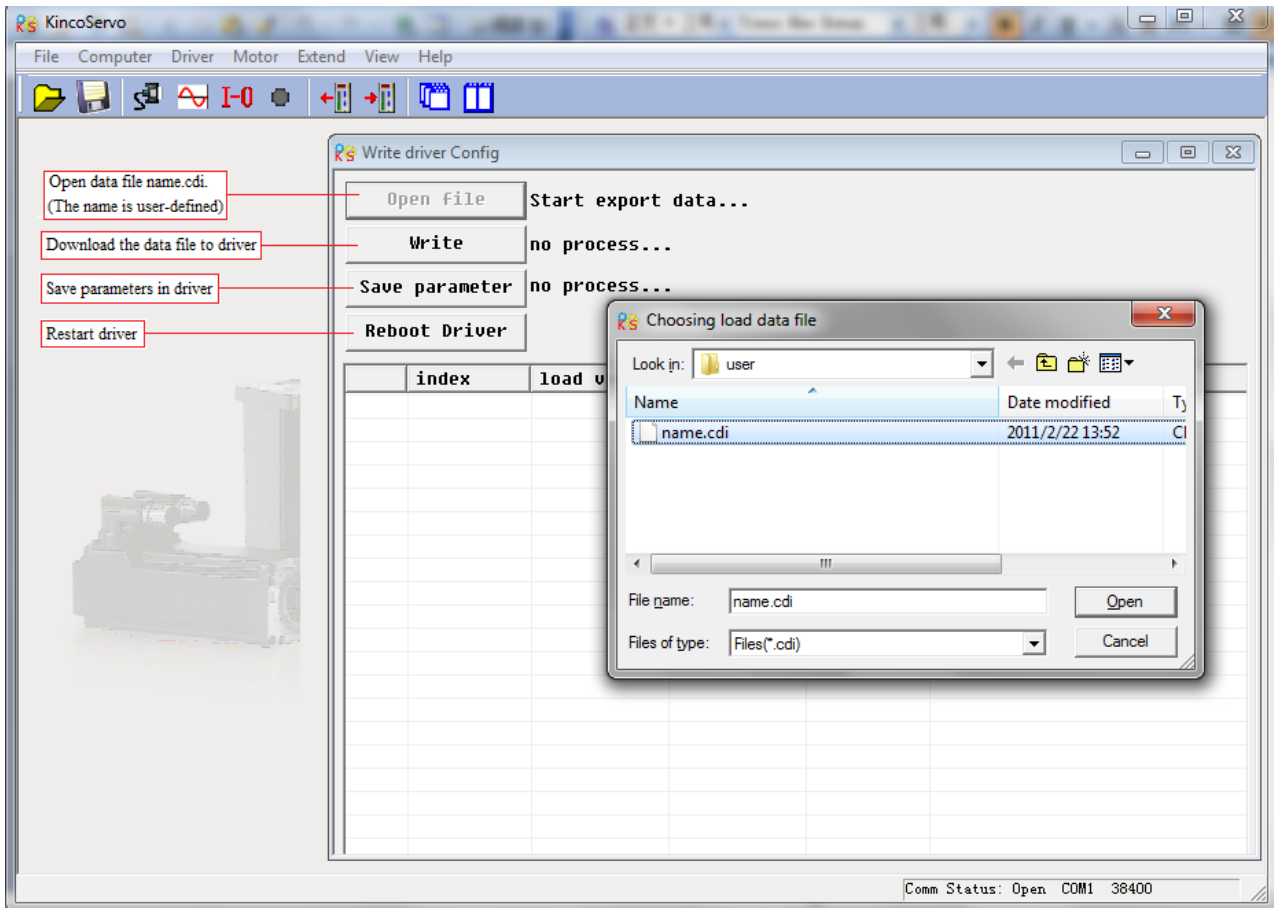 KincoServo
File Computer Driver Motor Extend View Help
I-O
Write driver Config
Open data file name.cdi.
(The name is user-defined)
Open file
Start export data...
Download the data file to driver
Write
no process...
Save parameters in driver
Save parameter
no process...
Restart driver
Reboot Driver
index
load v
Choosing load data file
Look in:
user
Name
Date modified
Ty
name.cdi
2011/2/22 13:52
File name:
name.cdi
Open
Files of type:
Files(*.cdi)
Cancel
Comm Status: Open COM1 38400